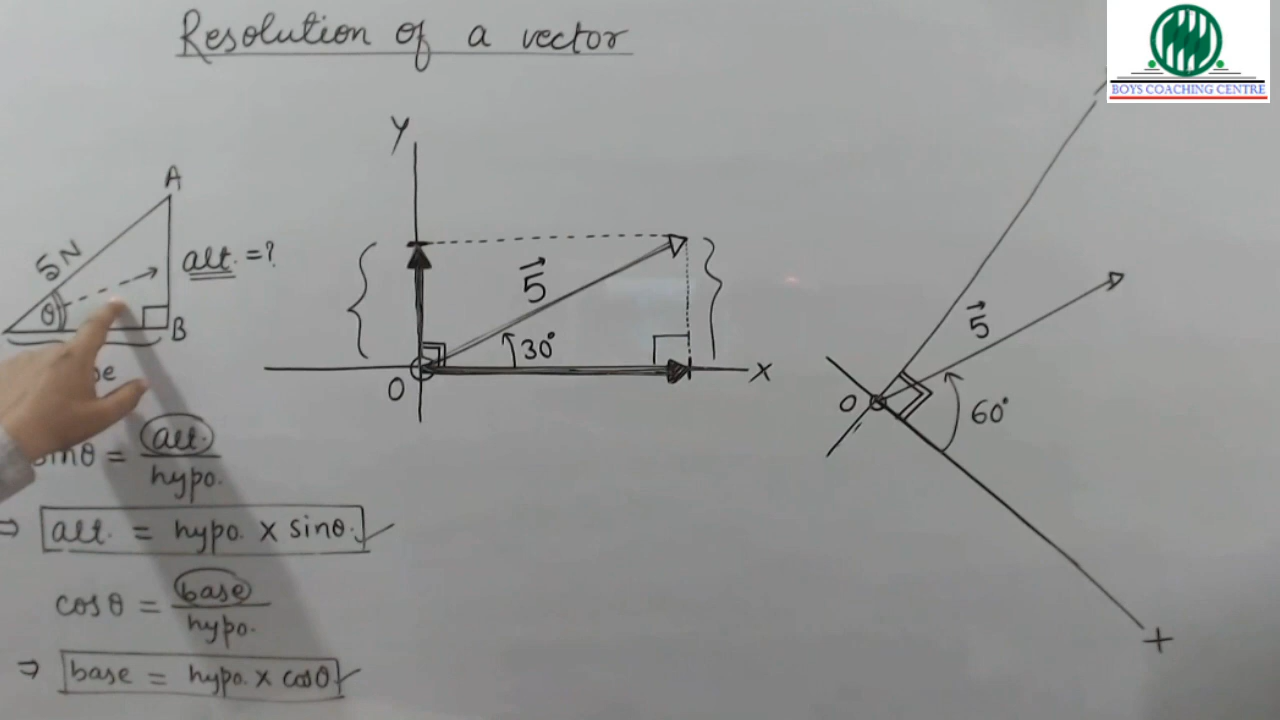 Resolution of a vector
BOYS COACHING CENTRE
A
5N
alt. = ?
θ
B
sinθ = alt. / hypo.
⇒ alt. = hypo. x sinθ.
cosθ = base / hypo.
⇒ base = hypo. x cosθ
Y
5⃗
30°
O
X
5⃗
O
60°
X